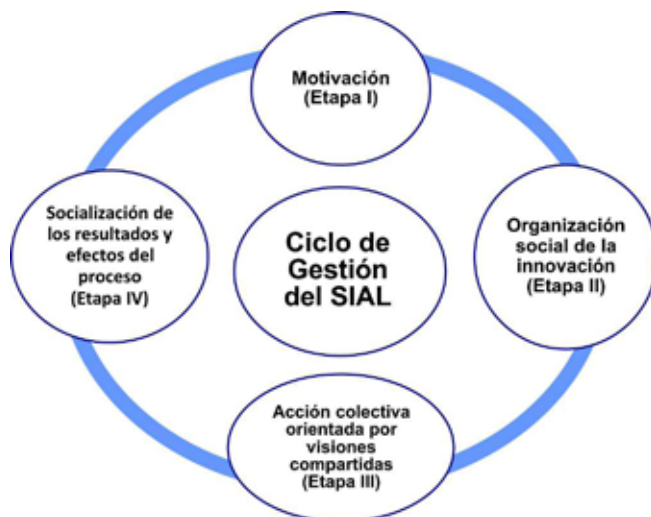 Motivación
(Etapa I)
Organización
social de la
innovación
(Etapa II)
Acción colectiva
orientada por
visiones
compartidas
(Etapa III)
Socialización de
los resultados y
efectos del
proceso
(Etapa IV)
Ciclo de
Gestión
del SIAL